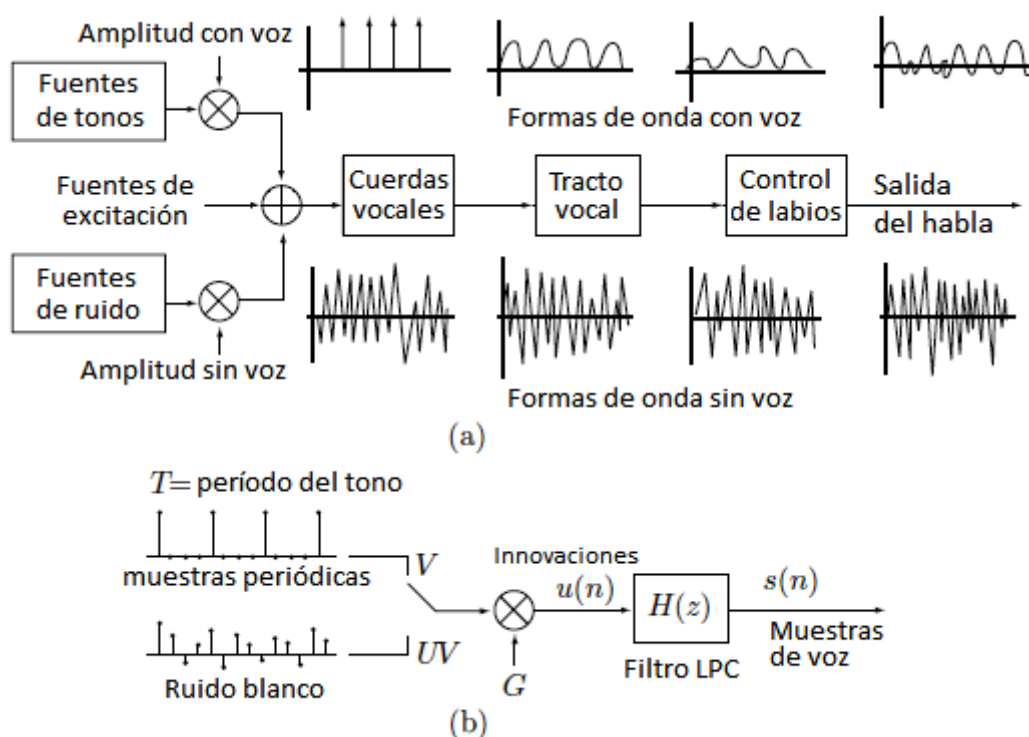 Amplitud con voz
Fuentes
de tonos
Formas de onda con voz
Fuentes de
excitación
Cuerdas
vocales
Tracto
vocal
Control
de labios
Salida
del habla
Fuentes
de ruido
Amplitud sin voz
Formas de onda sin voz
(a)
T= período del tono
muestras periódicas
V
Innovaciones
u(n)
H(z)
s(n)
Muestras
de voz
UV
Ruido blanco
G
Filtro LPC
(b)